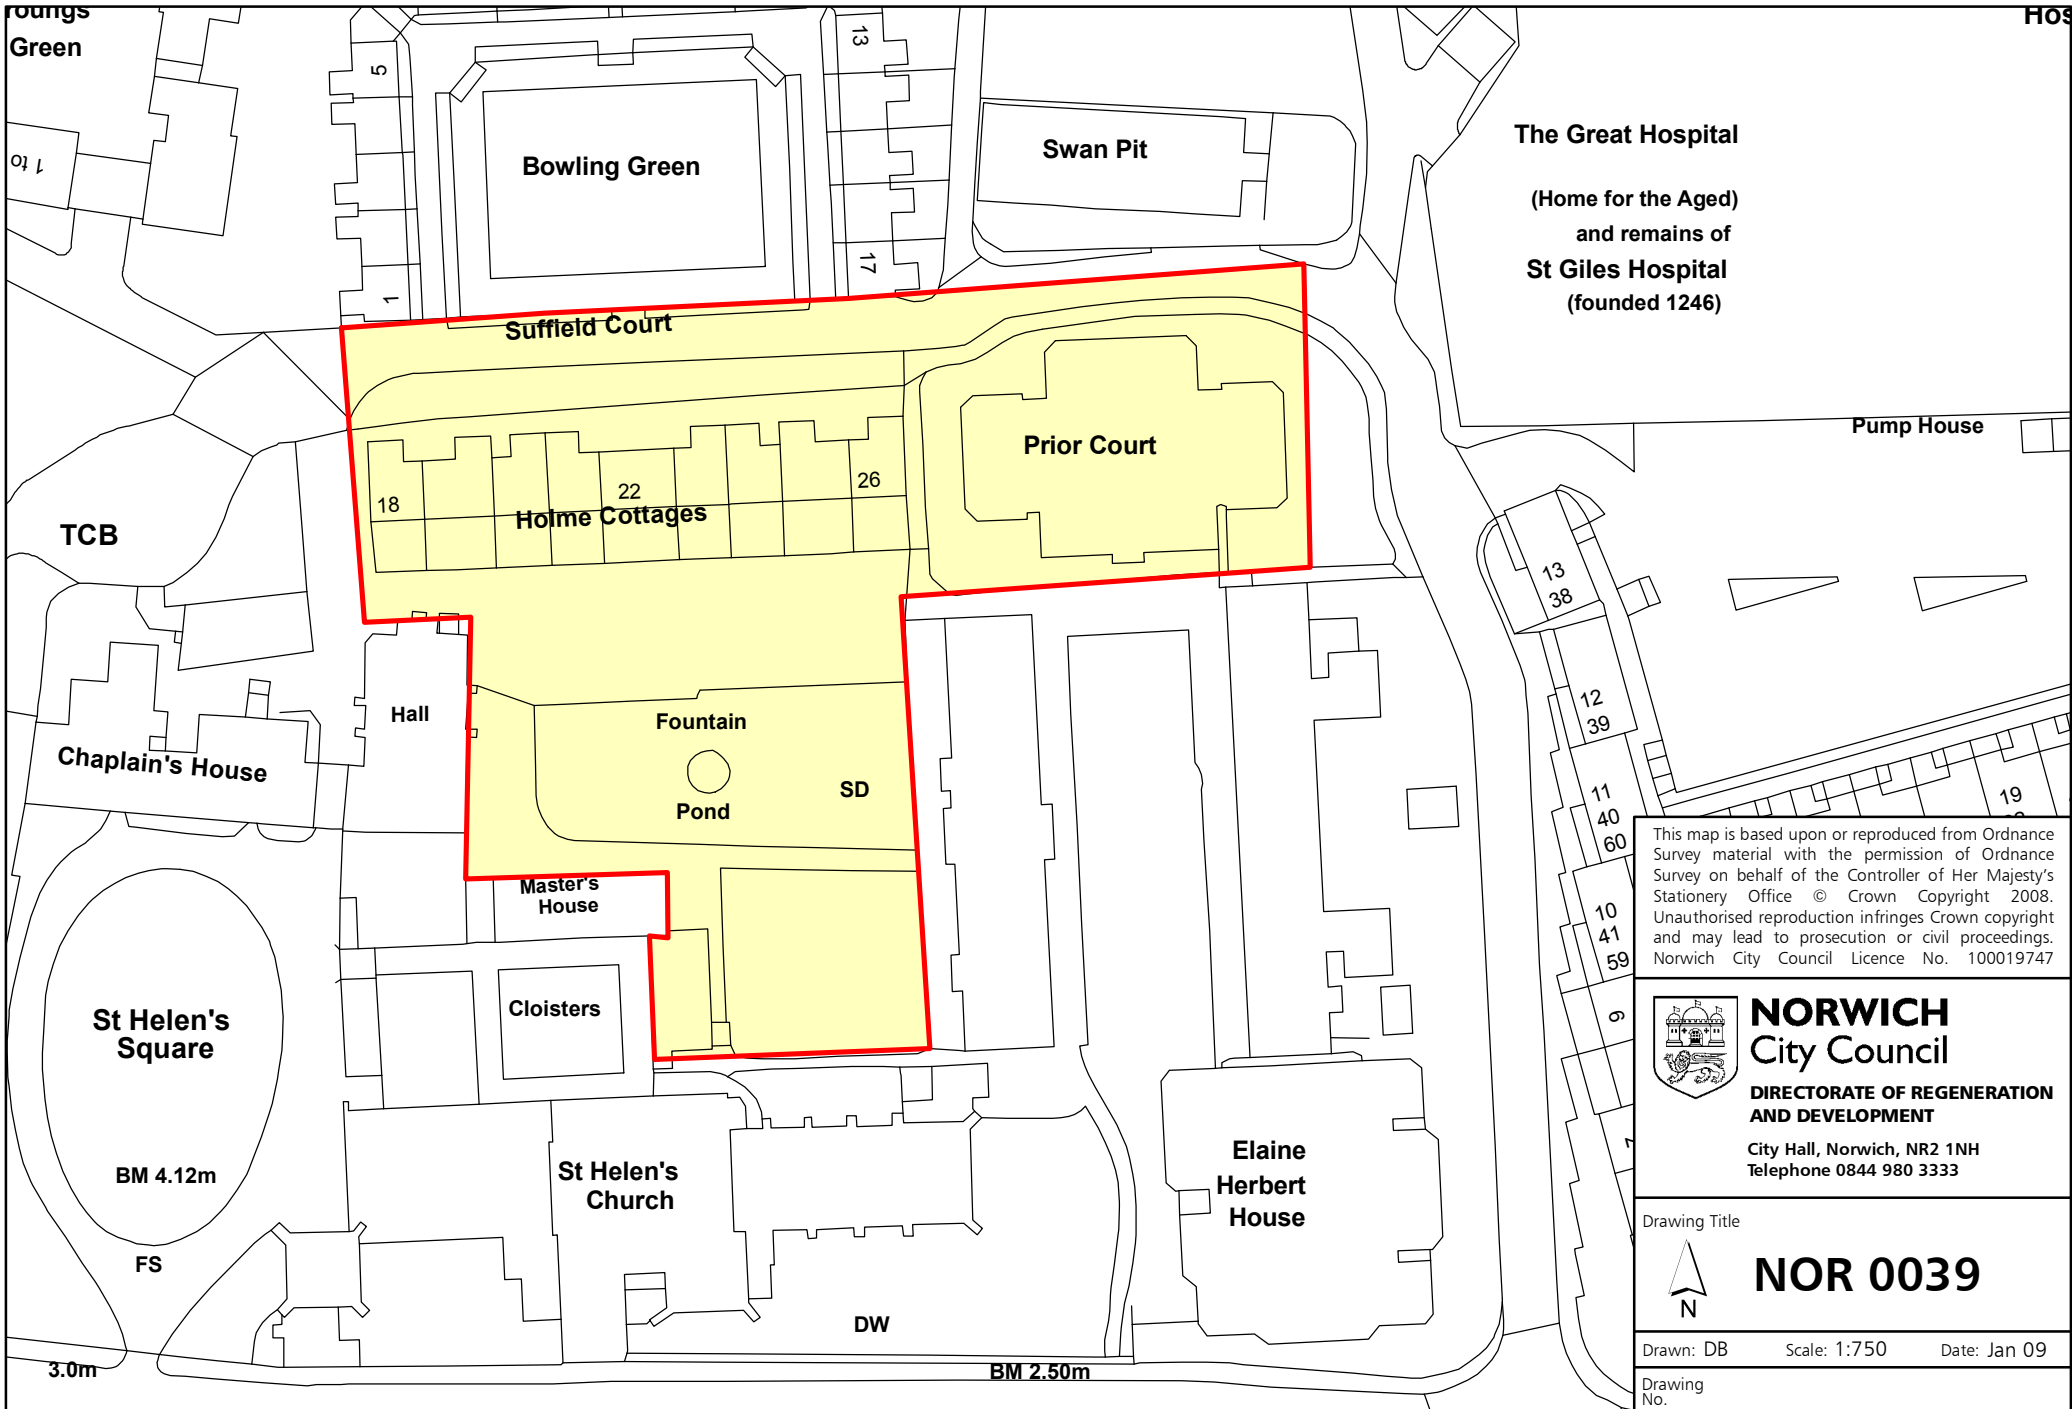 Green
5
13
Bowling Green
Swan Pit
The Great Hospital
(Home for the Aged)
and remains of
St Giles Hospital
(founded 1246)
1 to
1
17
Suffield Court
Prior Court
Pump House
18
22
26
Holme Cottages
TCB
13
38
Hall
Fountain
Pond
SD
12
39
Chaplain's House
11
40
60
19
Master's
House
10
41
59
Cloisters
St Helen's
Square
9
BM 4.12m
St Helen's
Church
Elaine
Herbert
House
FS
DW
3.0m
BM 2.50m
This map is based upon or reproduced from Ordnance
Survey material with the permission of Ordnance
Survey on behalf of the Controller of Her Majesty's
Stationery Office © Crown Copyright 2008.
Unauthorised reproduction infringes Crown copyright
and may lead to prosecution or civil proceedings.
Norwich City Council Licence No. 100019747
NORWICH
City Council
DIRECTORATE OF REGENERATION
AND DEVELOPMENT
City Hall, Norwich, NR2 1NH
Telephone 0844 980 3333
Drawing Title
N
NOR 0039
Drawn: DB Scale: 1:750 Date: Jan 09
Drawing
No.